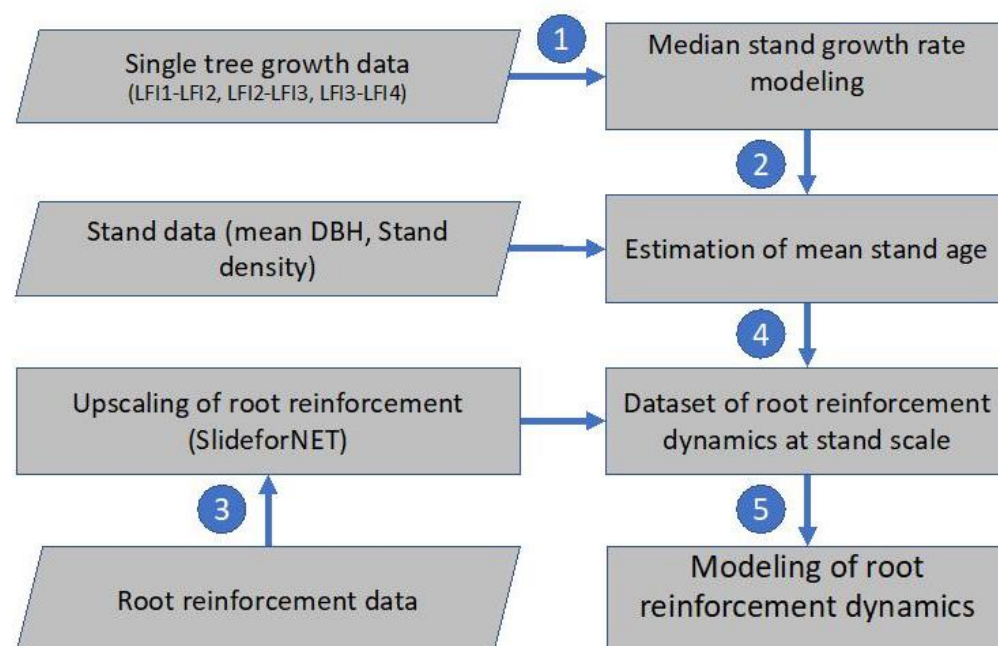 Single tree growth data
(LFI1-LFI2, LFI2-LFI3, LFI3-LFI4)
1
Median stand growth rate
modeling
2
Stand data (mean DBH, Stand
density)
Estimation of mean stand age
4
Upscaling of root reinforcement
(SlideforNET)
Dataset of root reinforcement
dynamics at stand scale
3
5
Root reinforcement data
Modeling of root
reinforcement dynamics